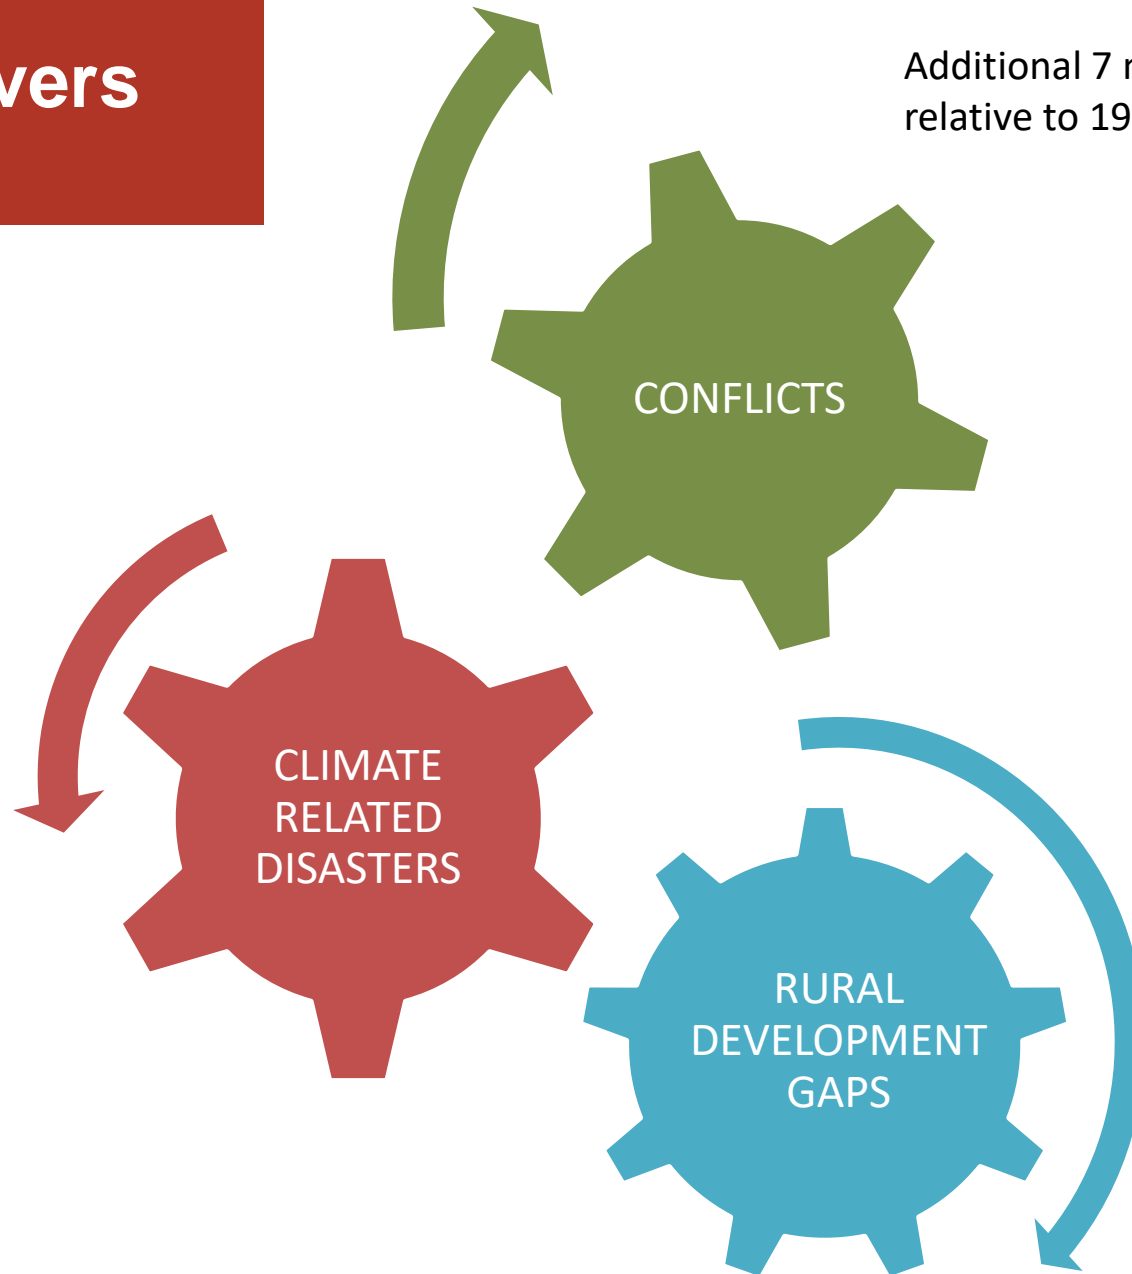 vers
Additional 7
relative to 19
CONFLICTS
CLIMATE
RELATED
DISASTERS
RURAL
DEVELOPMENT
GAPS